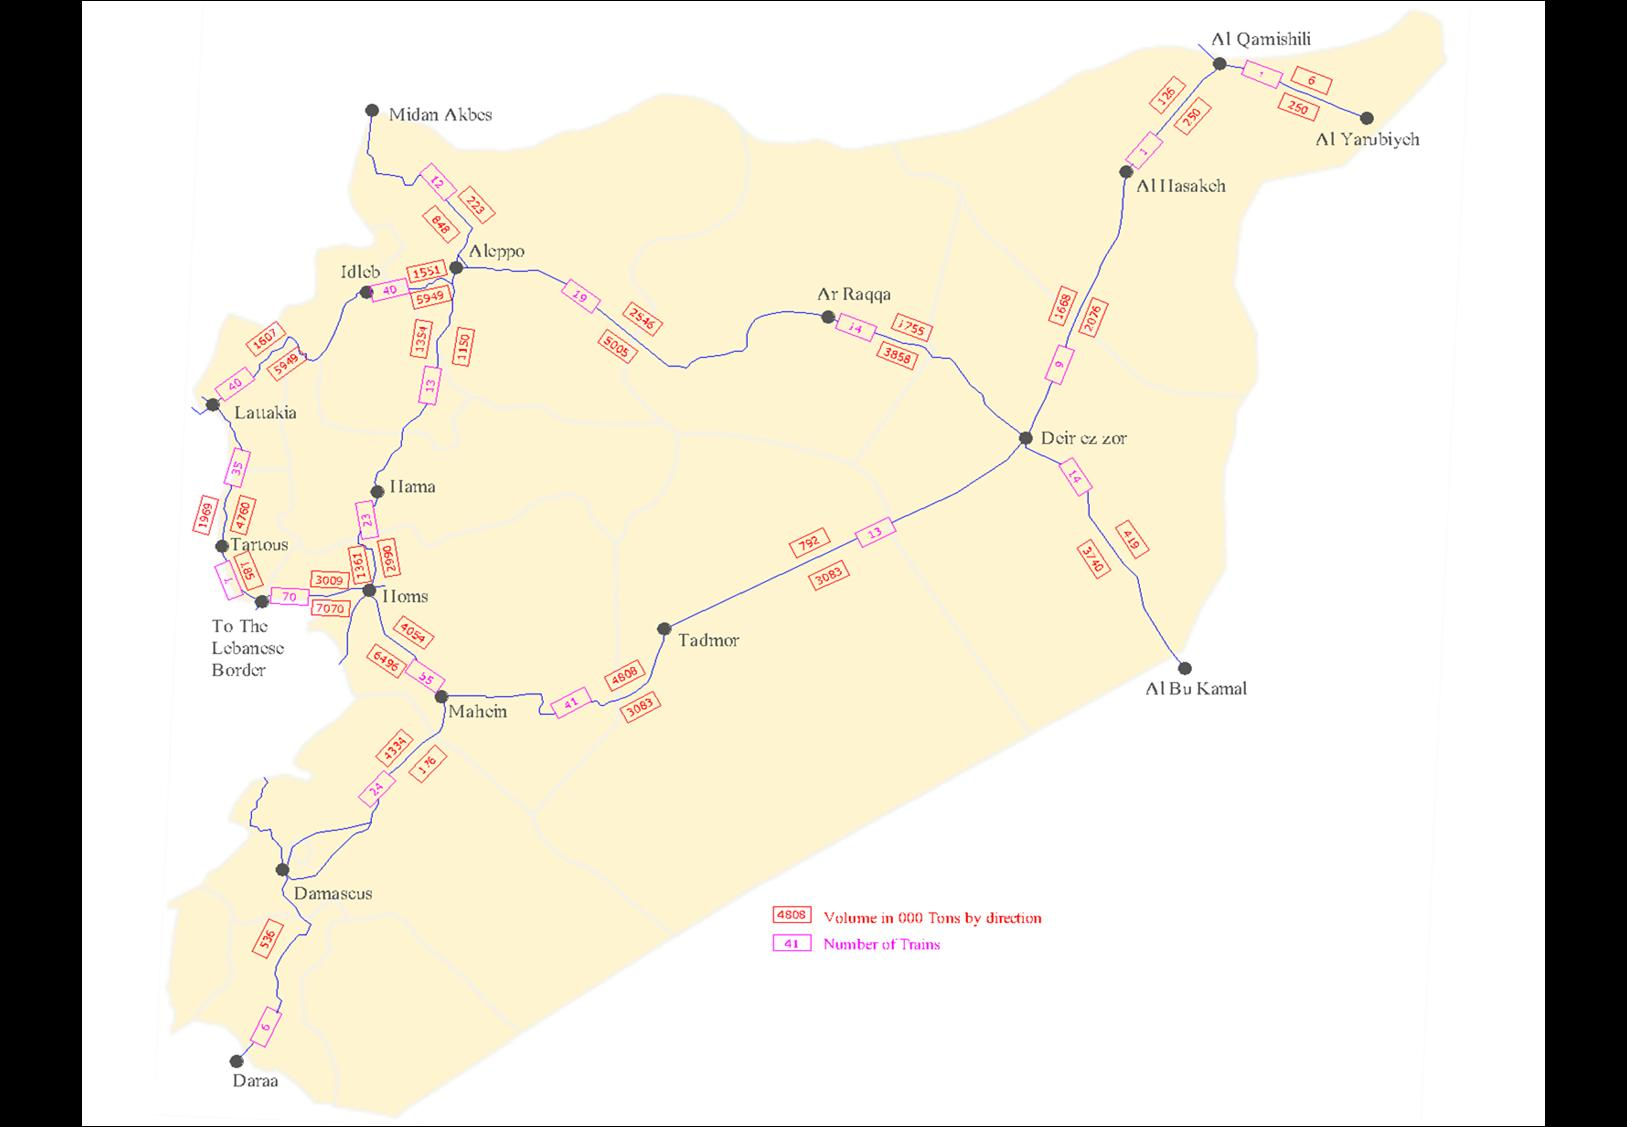 Al Qamishili
1
6
250
Al Yarubiyeh
126
250
1
Al Hasakeh
Midan Akbes
12
223
848
Aleppo
Idleb
40
1551
5949
19
2546
5005
Ar Raqqa
14
1755
3858
1668
2076
9
1354
1150
13
1607
5949
40
Lattakia
Deir ez zor
14
419
3740
Al Bu Kamal
35
1969
4760
Tartous
185
Hama
23
1361
2990
3009
70
7070
Homs
To The
Lebanese
Border
4054
6496
55
Mahein
41
4808
3083
Tadmor
792
13
3083
4334
176
24
Damascus
536
6
Daraa
4808 Volume in 000 Tons by direction
41 Number of Trains